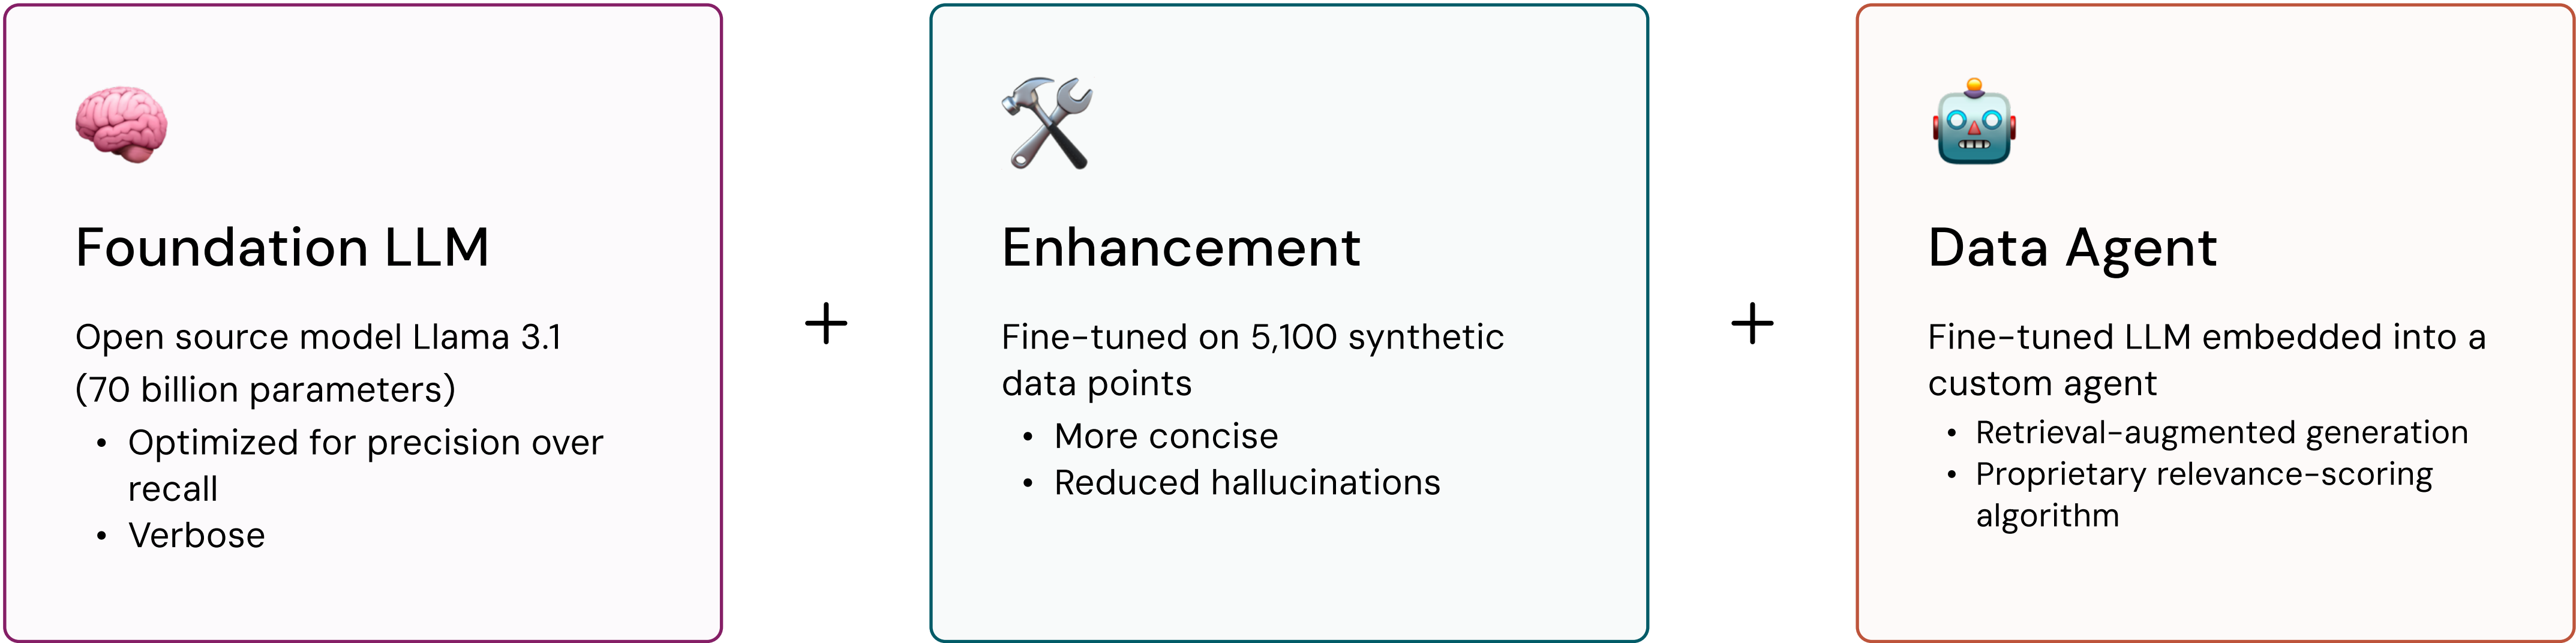 Foundation LLM
Open source model Llama 3.1
(70 billion parameters)
• Optimized for precision over
recall
• Verbose
+
Enhancement
Fine-tuned on 5,100 synthetic
data points
• More concise
• Reduced hallucinations
+
Data Agent
Fine-tuned LLM embedded into a
custom agent
• Retrieval-augmented generation
• Proprietary relevance-scoring
algorithm